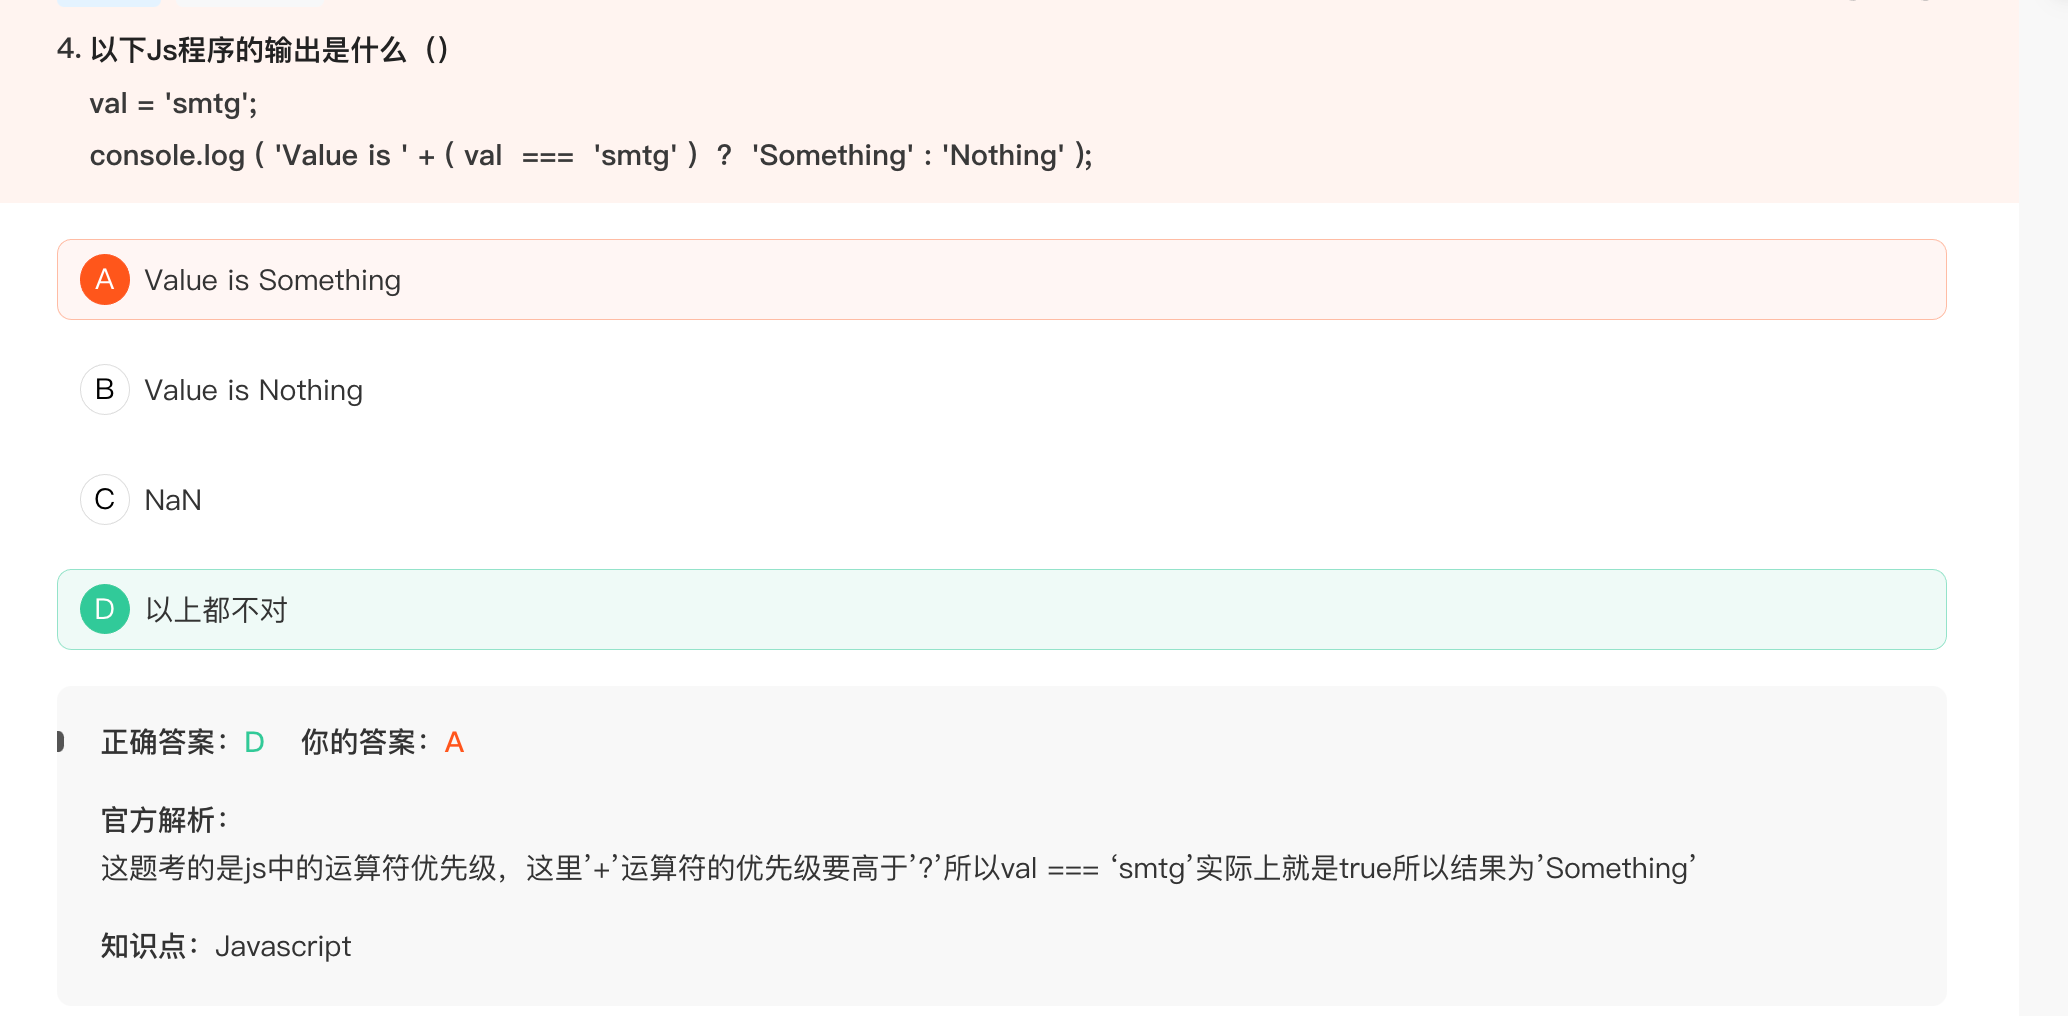 4. 以下Js程序的输出是什么（）
val = 'smtg';
console.log ( 'Value is ' + ( val === 'smtg' ) ? 'Something' : 'Nothing' );
A Value is Something
B Value is Nothing
C NaN
D 以上都不对
正确答案：D 你的答案：A
官方解析：
这题考的是js中的运算符优先级，这里’+’运算符的优先级要高于’?’所以val === ‘smtg’实际上就是true所以结果为’Something’
知识点：Javascript